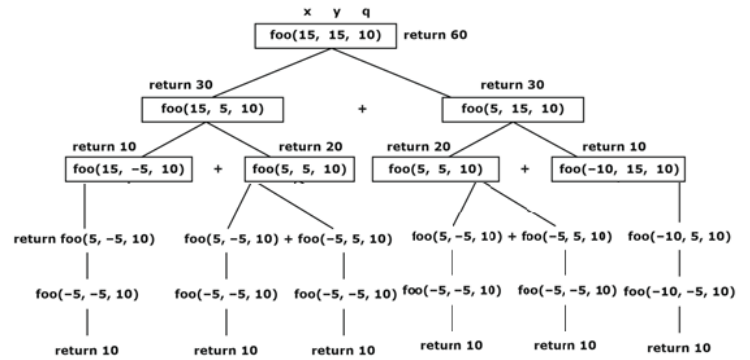 x y q
foo(15, 15, 10) return 60
return 30 return 30
foo(15, 5, 10) + foo(5, 15, 10)
return 10 return 20 return 20 return 10
foo(15, -5, 10) + foo(5, 5, 10) foo(5, 5, 10) + foo(-10, 15, 10)
return foo(5, -5, 10) foo(5, -5, 10) + foo(-5, 5, 10) foo(5, -5, 10) + foo(-5, 5, 10) foo(-10, 5, 10)
foo(-5, -5, 10) foo(-5, -5, 10) foo(-5, -5, 10) foo(-5, -5, 10) foo(-5, -5, 10) foo(-10, -5, 10)
return 10 return 10 return 10 return 10 return 10 return 10